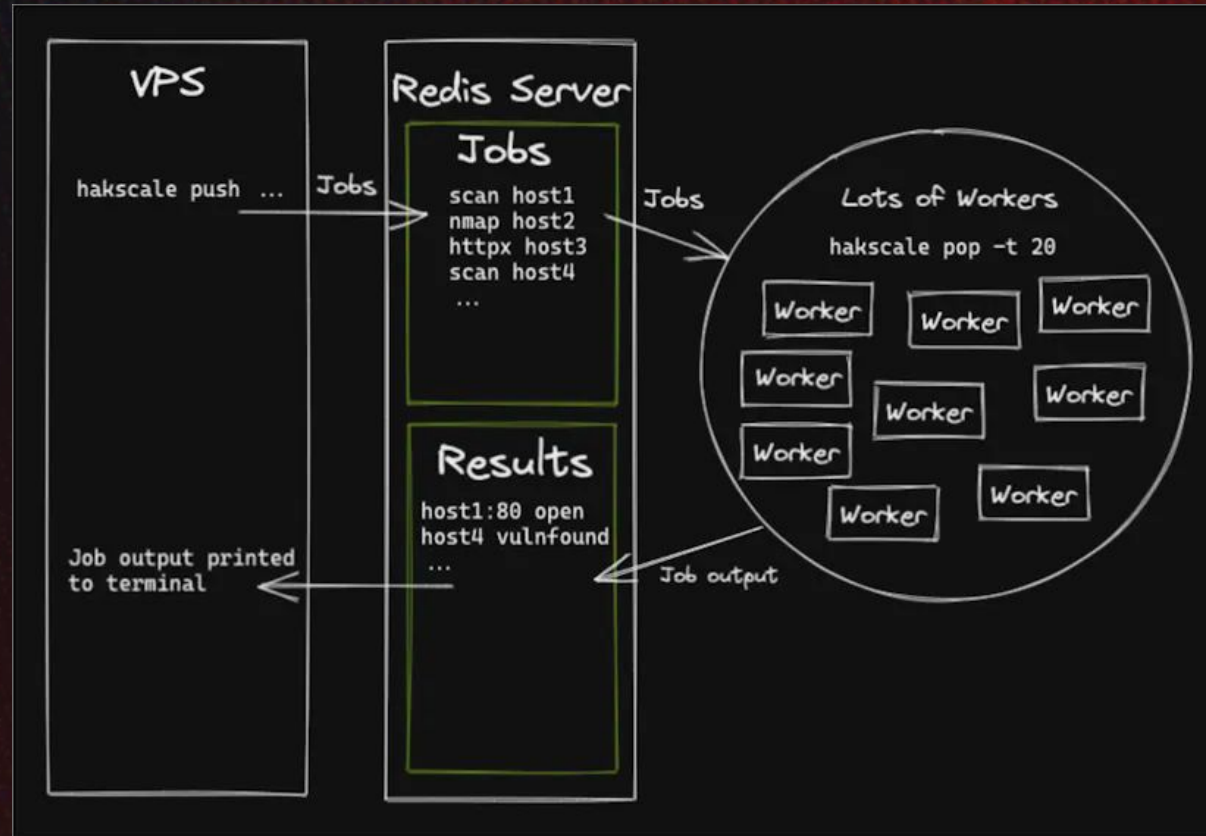 VPS
hakscale push ...
Jobs
Redis Server
Jobs
scan host1
nmap host2
httpx host3
scan host4
...
Jobs
Lots of Workers
hakscale pop -t 20
Worker
Worker
Worker
Worker
Worker
Worker
Worker
Worker
Worker
Results
host1:80 open
host4 vulnfound
...
Job output
Job output printed
to terminal